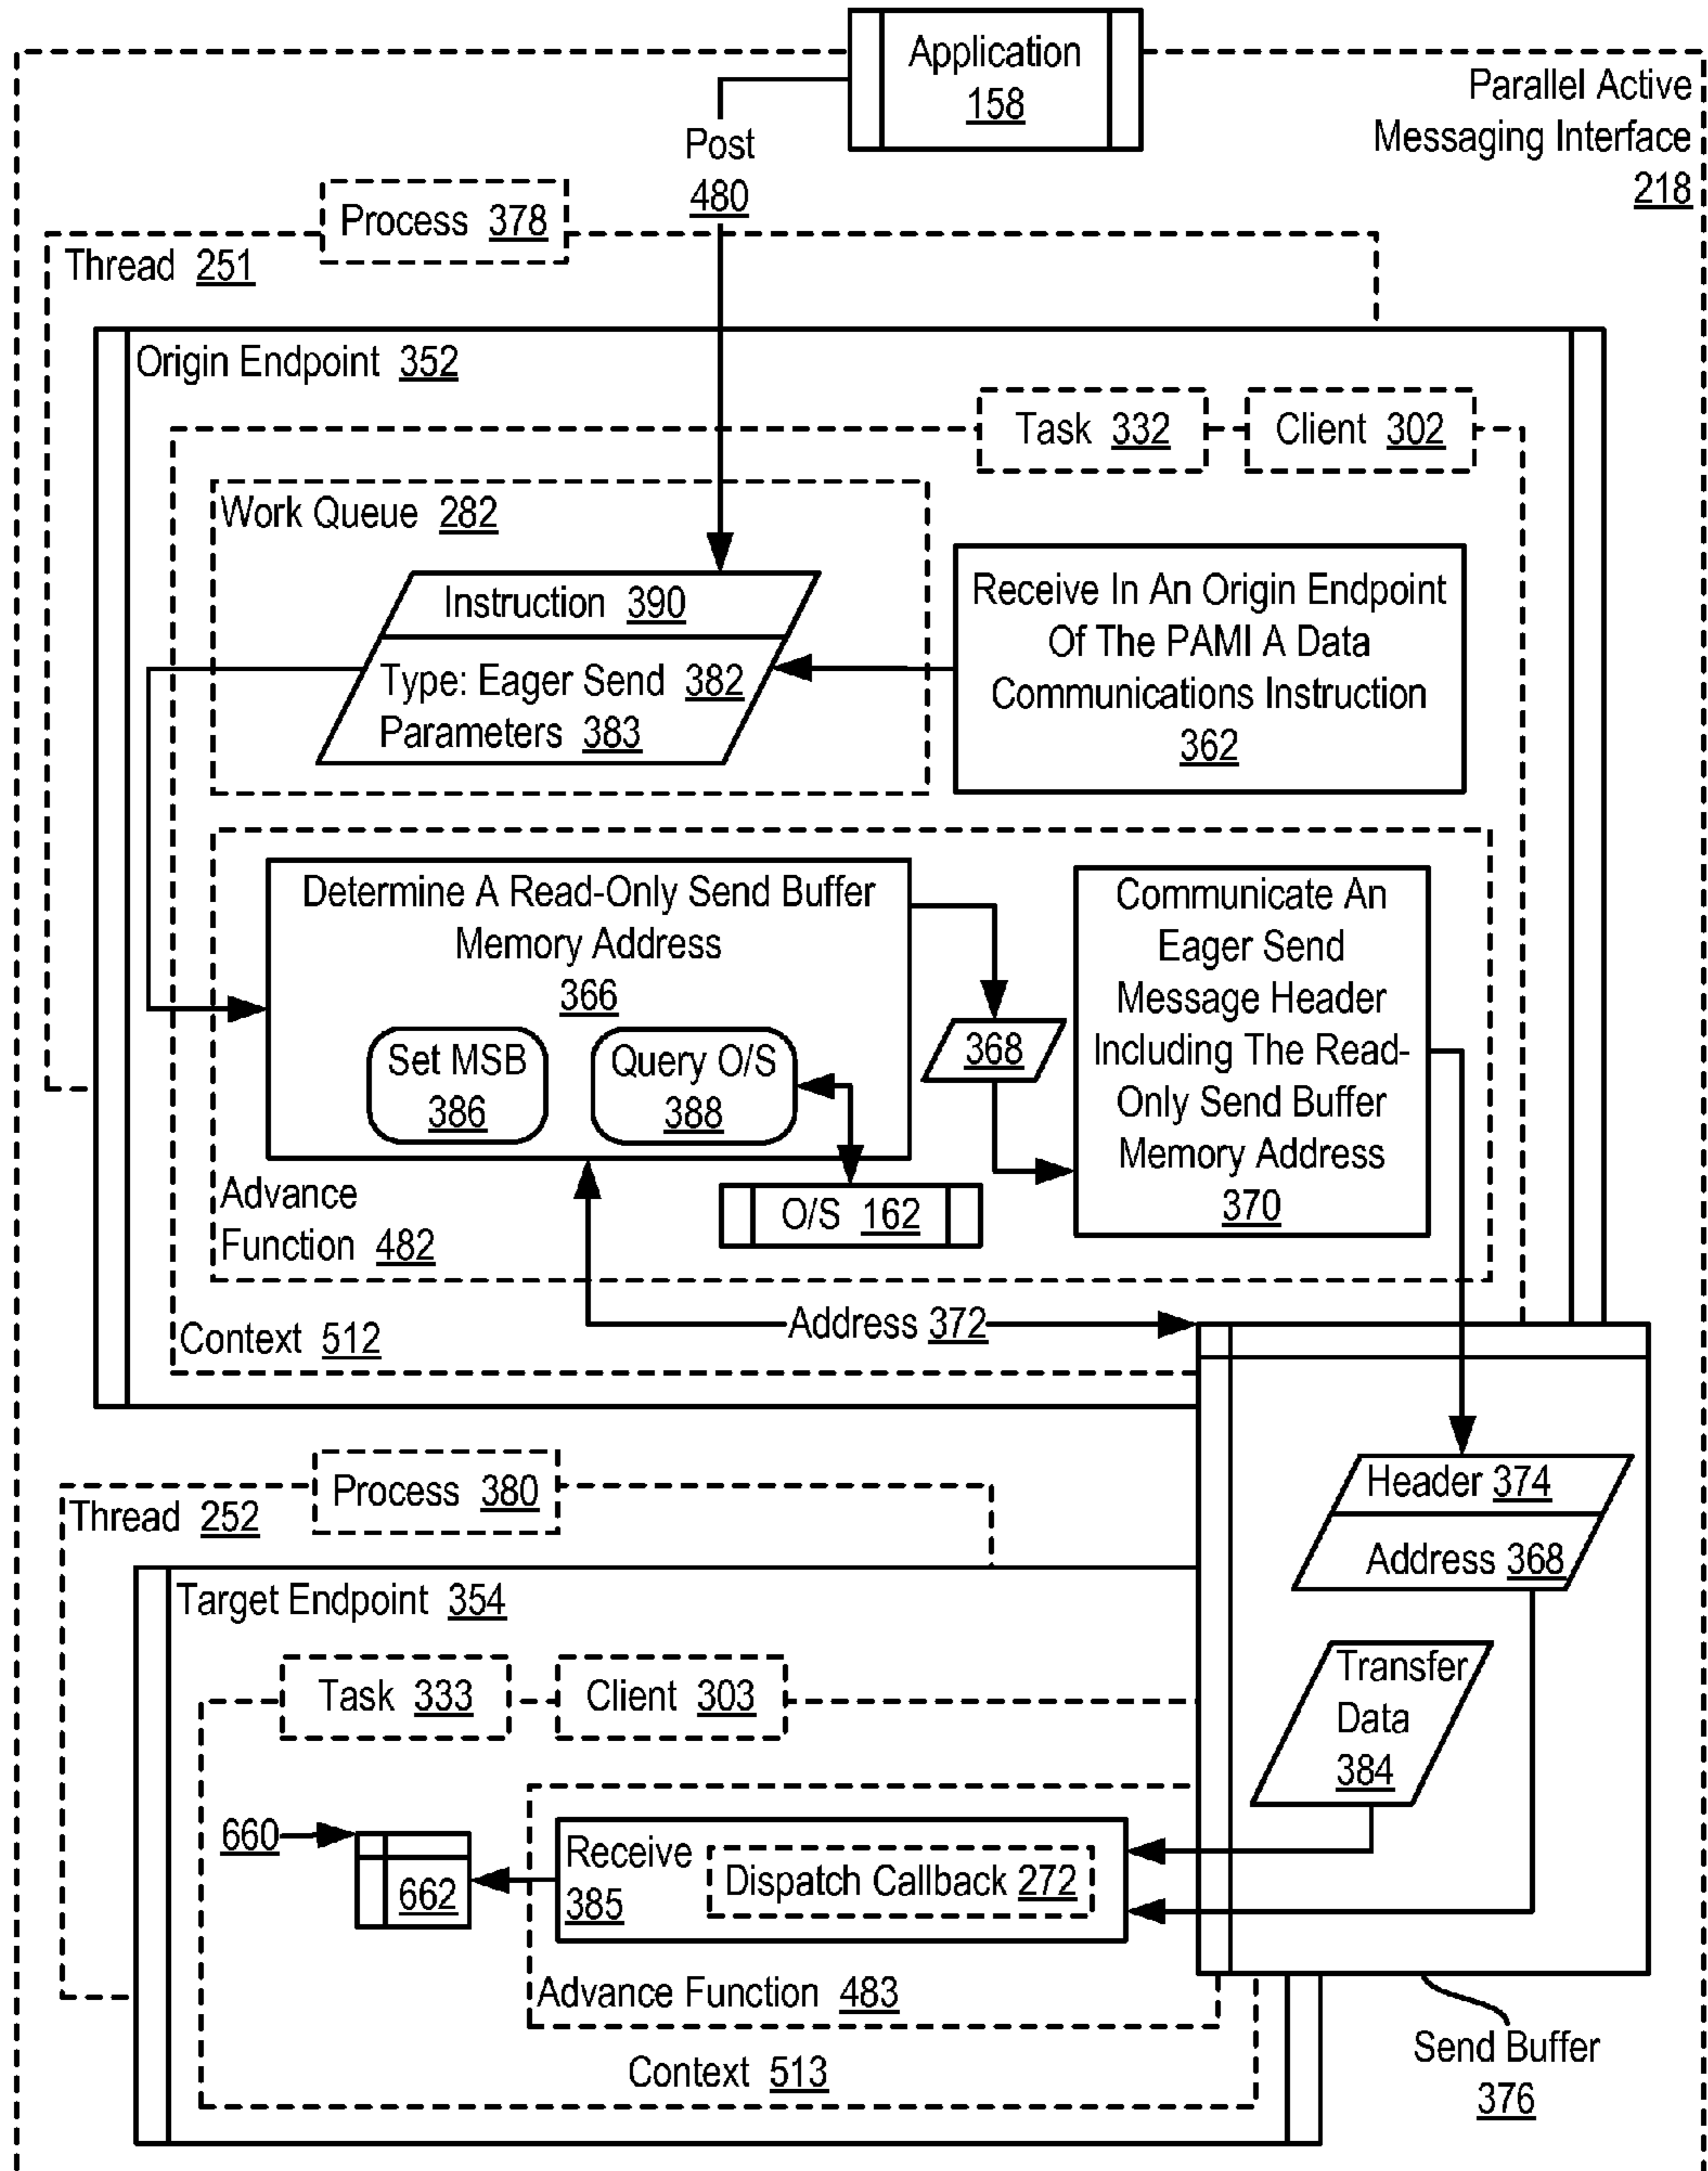 Application
158
Parallel Active
Messaging Interface
218
Post
480
Process 378
Thread 251
Origin Endpoint 352
Task 332
Client 302
Work Queue 282
Instruction 390
Type: Eager Send 382
Parameters 383
Receive In An Origin Endpoint
Of The PAMI A Data
Communications Instruction
362
Determine A Read-Only Send Buffer
Memory Address
366
Set MSB
386
Query O/S
388
368
Communicate An
Eager Send
Message Header
Including The Read-
Only Send Buffer
Memory Address
370
Advance
Function 482
O/S 162
Address 372
Context 512
Process 380
Thread 252
Header 374
Address 368
Target Endpoint 354
Task 333
Client 303
Transfer
Data
384
660
662
Receive
385
Dispatch Callback 272
Advance Function 483
Context 513
Send Buffer
376